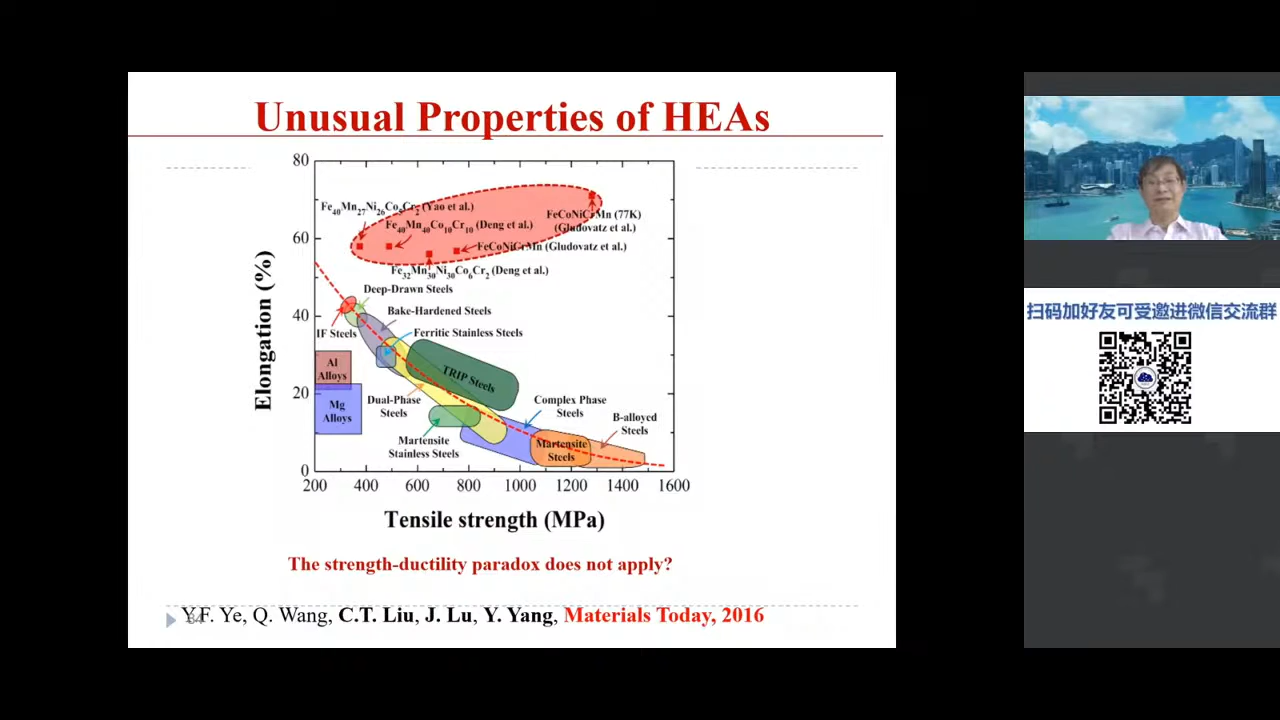 Unusual Properties of HEAs
80
60
40
20
0
200 400 600 800 1000 1200 1400 1600
Elongation (%)
Tensile strength (MPa)
Fe40Mn27Ni26Co5Cr2 (Yao et al.)
Fe40Mn40Co10Cr10 (Deng et al.)
FeCoNiCrMn (77K)
(Gludovatz et al.)
FeCoNiCrMn (Gludovatz et al.)
Fe32Mn30Ni30Co6Cr2 (Deng et al.)
Deep-Drawn Steels
Bake-Hardened Steels
IF Steels
Ferritic Stainless Steels
Al
Alloys
TRIP Steels
Mg
Alloys
Dual-Phase
Steels
Complex Phase
Steels
B-alloyed
Steels
Martensite
Stainless Steels
Martensite
Steels
The strength-ductility paradox does not apply?
Y.F. Ye, Q. Wang, C.T. Liu, J. Lu, Y. Yang, Materials Today, 2016
扫码加好友可受邀进微信交流群